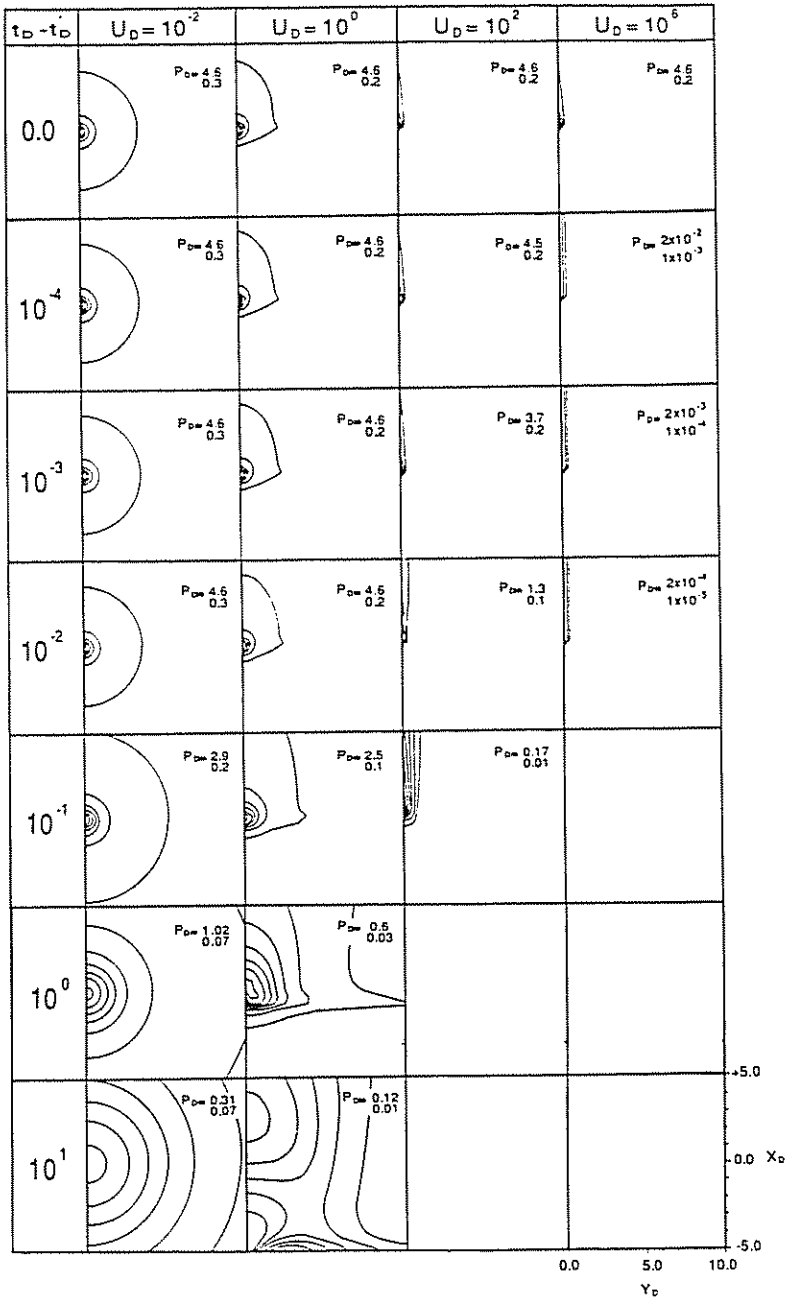 t_D - t'_D U_D = 10^-2 U_D = 10^0 U_D = 10^2 U_D = 10^6
0.0 P_D= 4.6 0.3 P_D= 4.6 0.2 P_D= 4.6 0.2 P_D= 4.6 0.2
10^-4 P_D= 4.6 0.3 P_D= 4.6 0.2 P_D= 4.5 0.2 P_D= 2x10^-2 1x10^-3
10^-3 P_D= 4.6 0.3 P_D= 4.6 0.2 P_D= 3.7 0.2 P_D= 2x10^-3 1x10^-4
10^-2 P_D= 4.6 0.3 P_D= 4.6 0.2 P_D= 1.3 0.1 P_D= 2x10^-4 1x10^-5
10^-1 P_D= 2.9 0.2 P_D= 2.5 0.1 P_D= 0.17 0.01
10^0 P_D= 1.02 0.07 P_D= 0.6 0.03
+5.0
10^1 P_D= 0.31 0.07 P_D= 0.12 0.01
0.0 X_D
-5.0
0.0 5.0 10.0
Y_D